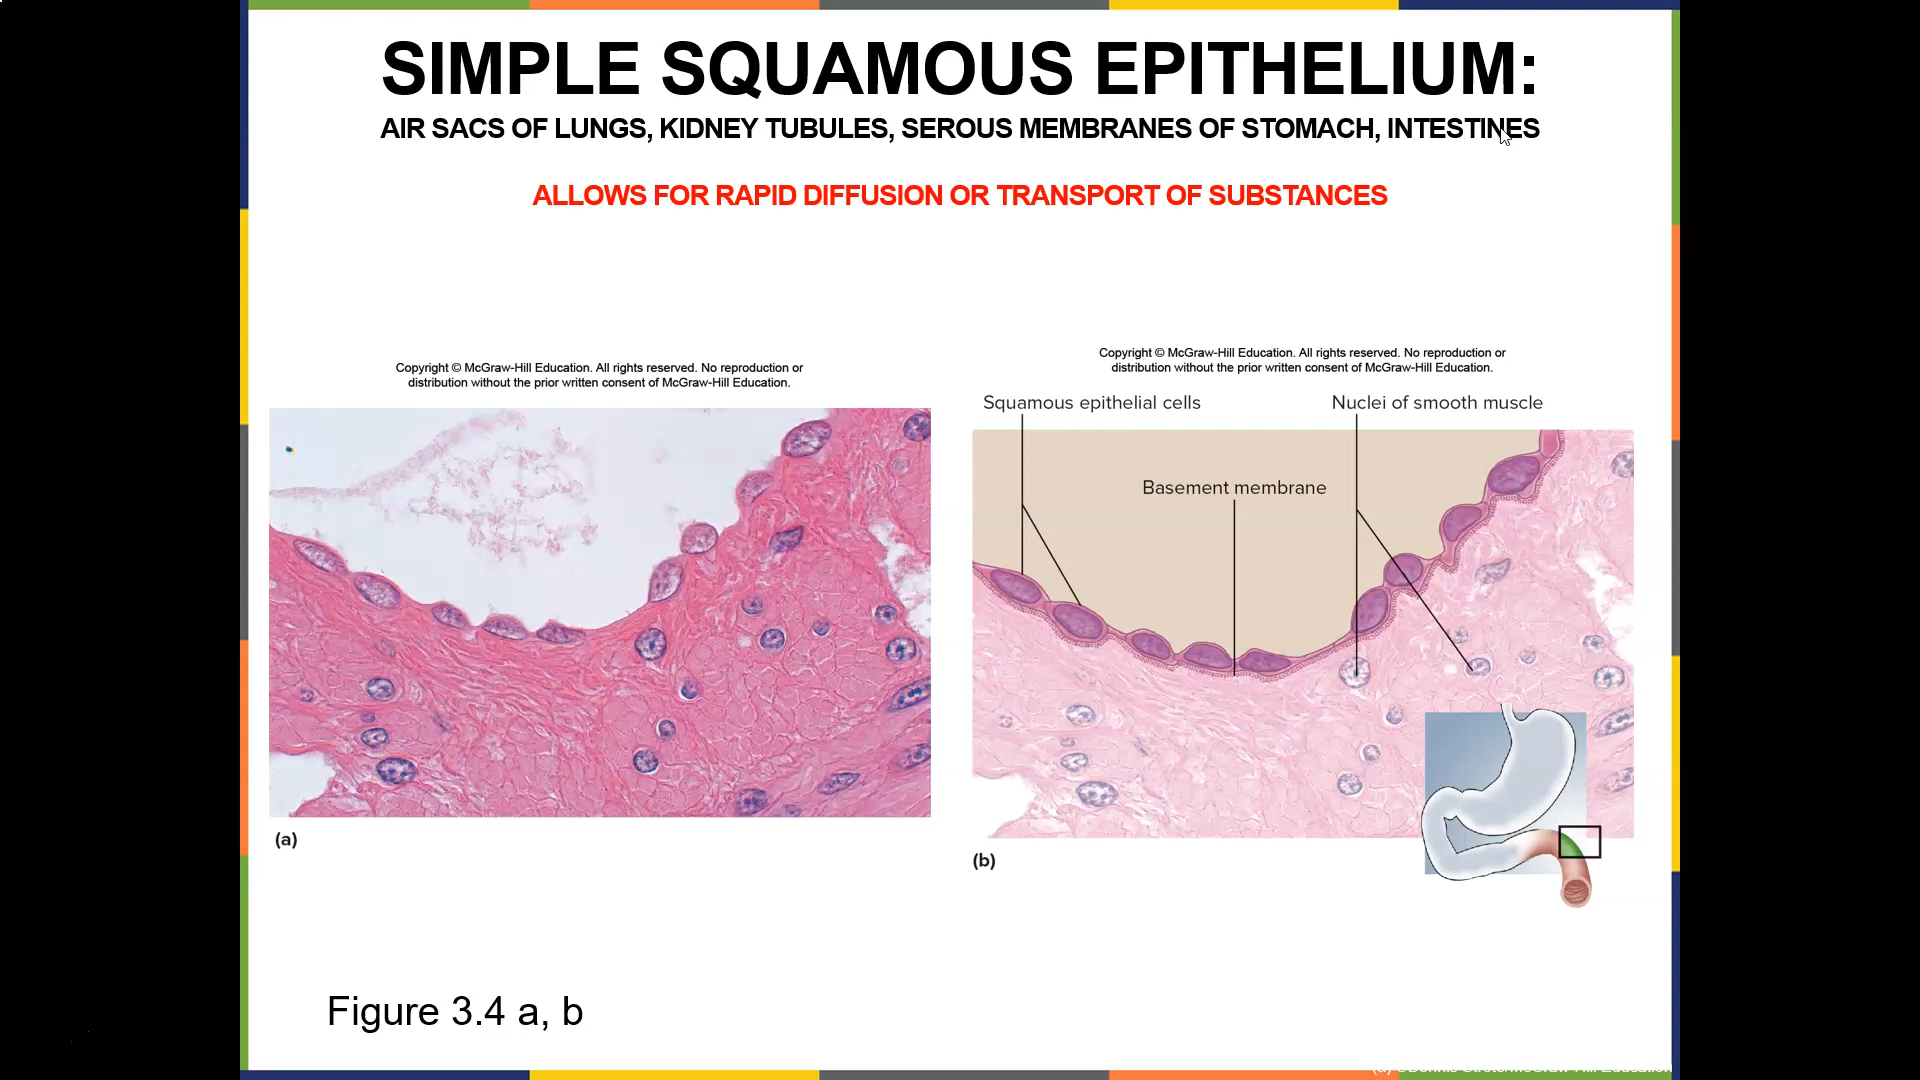 SIMPLE SQUAMOUS EPITHELIUM:
AIR SACS OF LUNGS, KIDNEY TUBULES, SEROUS MEMBRANES OF STOMACH, INTESTINES
ALLOWS FOR RAPID DIFFUSION OR TRANSPORT OF SUBSTANCES
Copyright © McGraw-Hill Education. All rights reserved. No reproduction or
distribution without the prior written consent of McGraw-Hill Education.
(a)
Copyright © McGraw-Hill Education. All rights reserved. No reproduction or
distribution without the prior written consent of McGraw-Hill Education.
Squamous epithelial cells
Nuclei of smooth muscle
Basement membrane
(b)
Figure 3.4 a, b